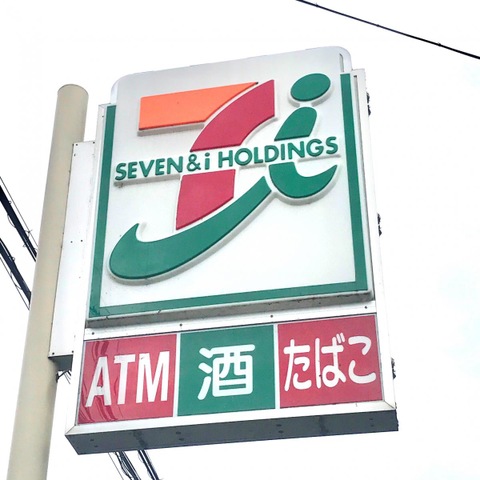 SEVEN & i HOLDINGS
ATM 酒 たばこ